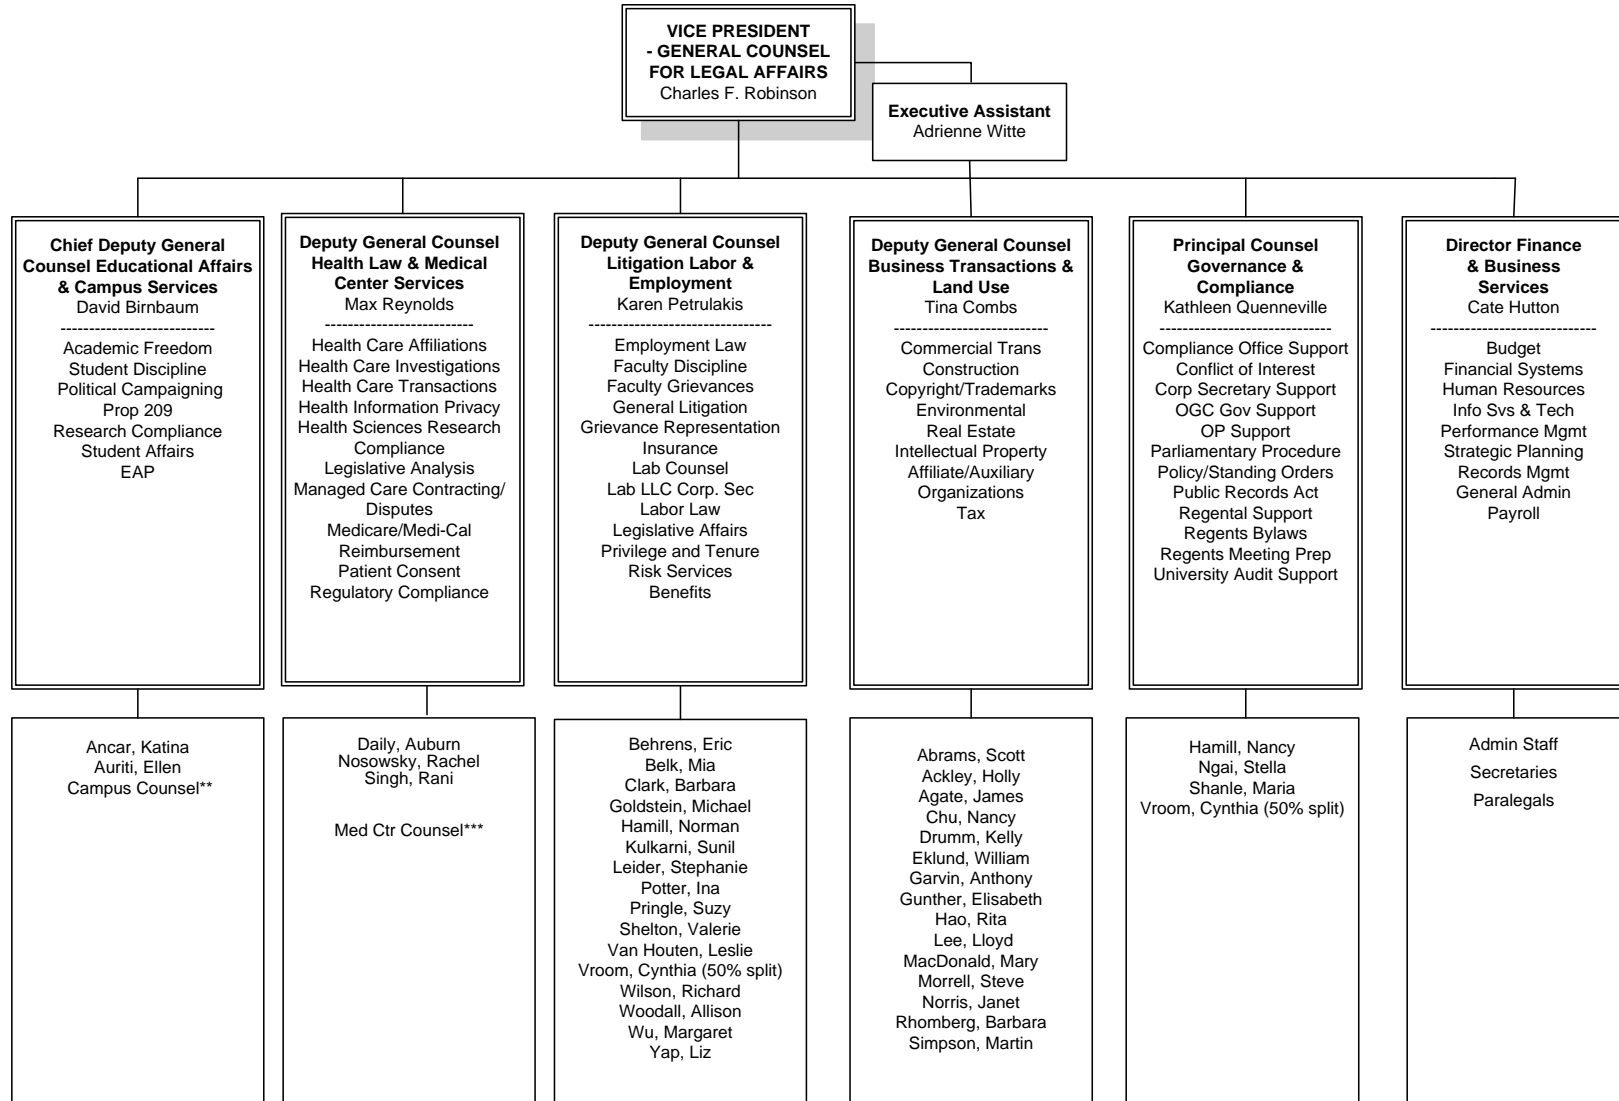 VICE PRESIDENT
- GENERAL COUNSEL
FOR LEGAL AFFAIRS
Charles F. Robinson
Executive Assistant
Adrienne Witte
Chief Deputy General
Counsel Educational Affairs
& Campus Services
David Birnbaum
---------------------------
Academic Freedom
Student Discipline
Political Campaigning
Prop 209
Research Compliance
Student Affairs
EAP
Deputy General Counsel
Health Law & Medical
Center Services
Max Reynolds
--------------------------
Health Care Affiliations
Health Care Investigations
Health Care Transactions
Health Information Privacy
Health Sciences Research
Compliance
Legislative Analysis
Managed Care Contracting/
Disputes
Medicare/Medi-Cal
Reimbursement
Patient Consent
Regulatory Compliance
Deputy General Counsel
Litigation Labor &
Employment
Karen Petrulakis
--------------------------------
Employment Law
Faculty Discipline
Faculty Grievances
General Litigation
Grievance Representation
Insurance
Lab Counsel
Lab LLC Corp. Sec
Labor Law
Legislative Affairs
Privilege and Tenure
Risk Services
Benefits
Deputy General Counsel
Business Transactions &
Land Use
Tina Combs
---------------------------
Commercial Trans
Construction
Copyright/Trademarks
Environmental
Real Estate
Intellectual Property
Affiliate/Auxiliary
Organizations
Tax
Principal Counsel
Governance &
Compliance
Kathleen Quenneville
------------------------------
Compliance Office Support
Conflict of Interest
Corp Secretary Support
OGC Gov Support
OP Support
Parliamentary Procedure
Policy/Standing Orders
Public Records Act
Regental Support
Regents Bylaws
Regents Meeting Prep
University Audit Support
Director Finance
& Business
Services
Cate Hutton
-----------------------------
Budget
Financial Systems
Human Resources
Info Svs & Tech
Performance Mgmt
Strategic Planning
Records Mgmt
General Admin
Payroll
Ancar, Katina
Auriti, Ellen
Campus Counsel**
Daily, Auburn
Nosowsky, Rachel
Singh, Rani
Med Ctr Counsel***
Behrens, Eric
Belk, Mia
Clark, Barbara
Goldstein, Michael
Hamill, Norman
Kulkarni, Sunil
Leider, Stephanie
Potter, Ina
Pringle, Suzy
Shelton, Valerie
Van Houten, Leslie
Vroom, Cynthia (50% split)
Wilson, Richard
Woodall, Allison
Wu, Margaret
Yap, Liz
Abrams, Scott
Ackley, Holly
Agate, James
Chu, Nancy
Drumm, Kelly
Eklund, William
Garvin, Anthony
Gunther, Elisabeth
Hao, Rita
Lee, Lloyd
MacDonald, Mary
Morrell, Steve
Norris, Janet
Rhomberg, Barbara
Simpson, Martin
Hamill, Nancy
Ngai, Stella
Shanle, Maria
Vroom, Cynthia (50% split)
Admin Staff
Secretaries
Paralegals